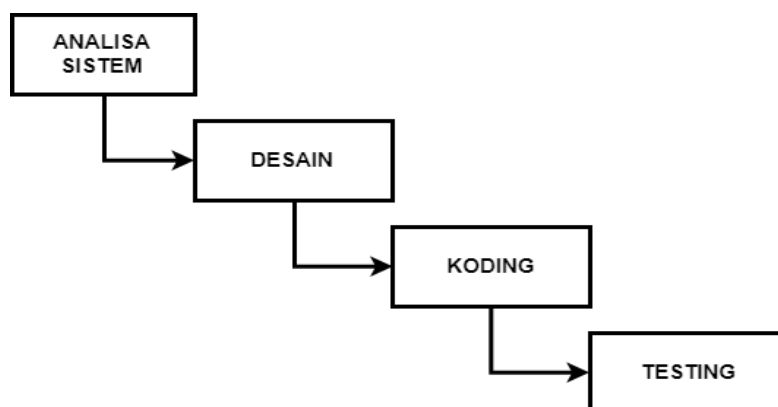 ANALISA
SISTEM
DESAIN
KODING
TESTING